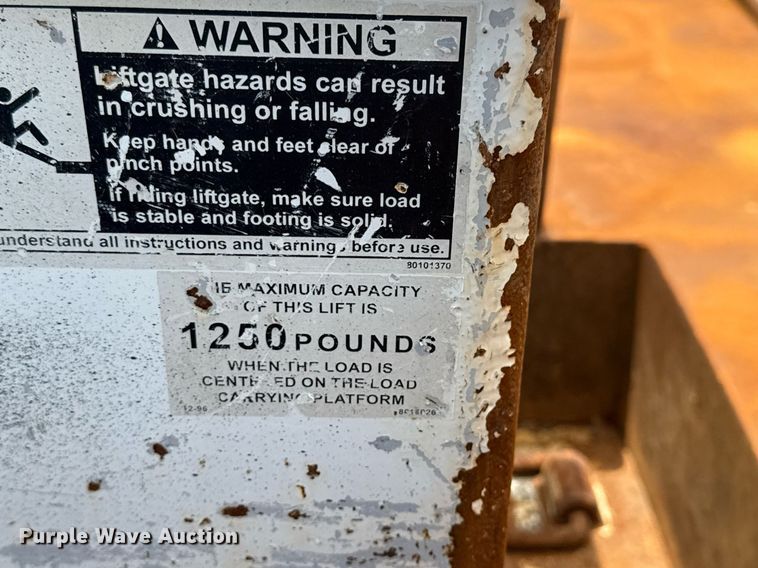 WARNING
Liftgate hazards can result
in crushing or falling.
Keep hands and feet clear of
pinch points.
If riding liftgate, make sure load
is stable and footing is solid.
understand all instructions and warnings before use.
80101370
THE MAXIMUM CAPACITY
OF THIS LIFT IS
1250 POUNDS
WHEN THE LOAD IS
CENTERED ON THE LOAD
CARRYING PLATFORM
12-96
Purple Wave Auction